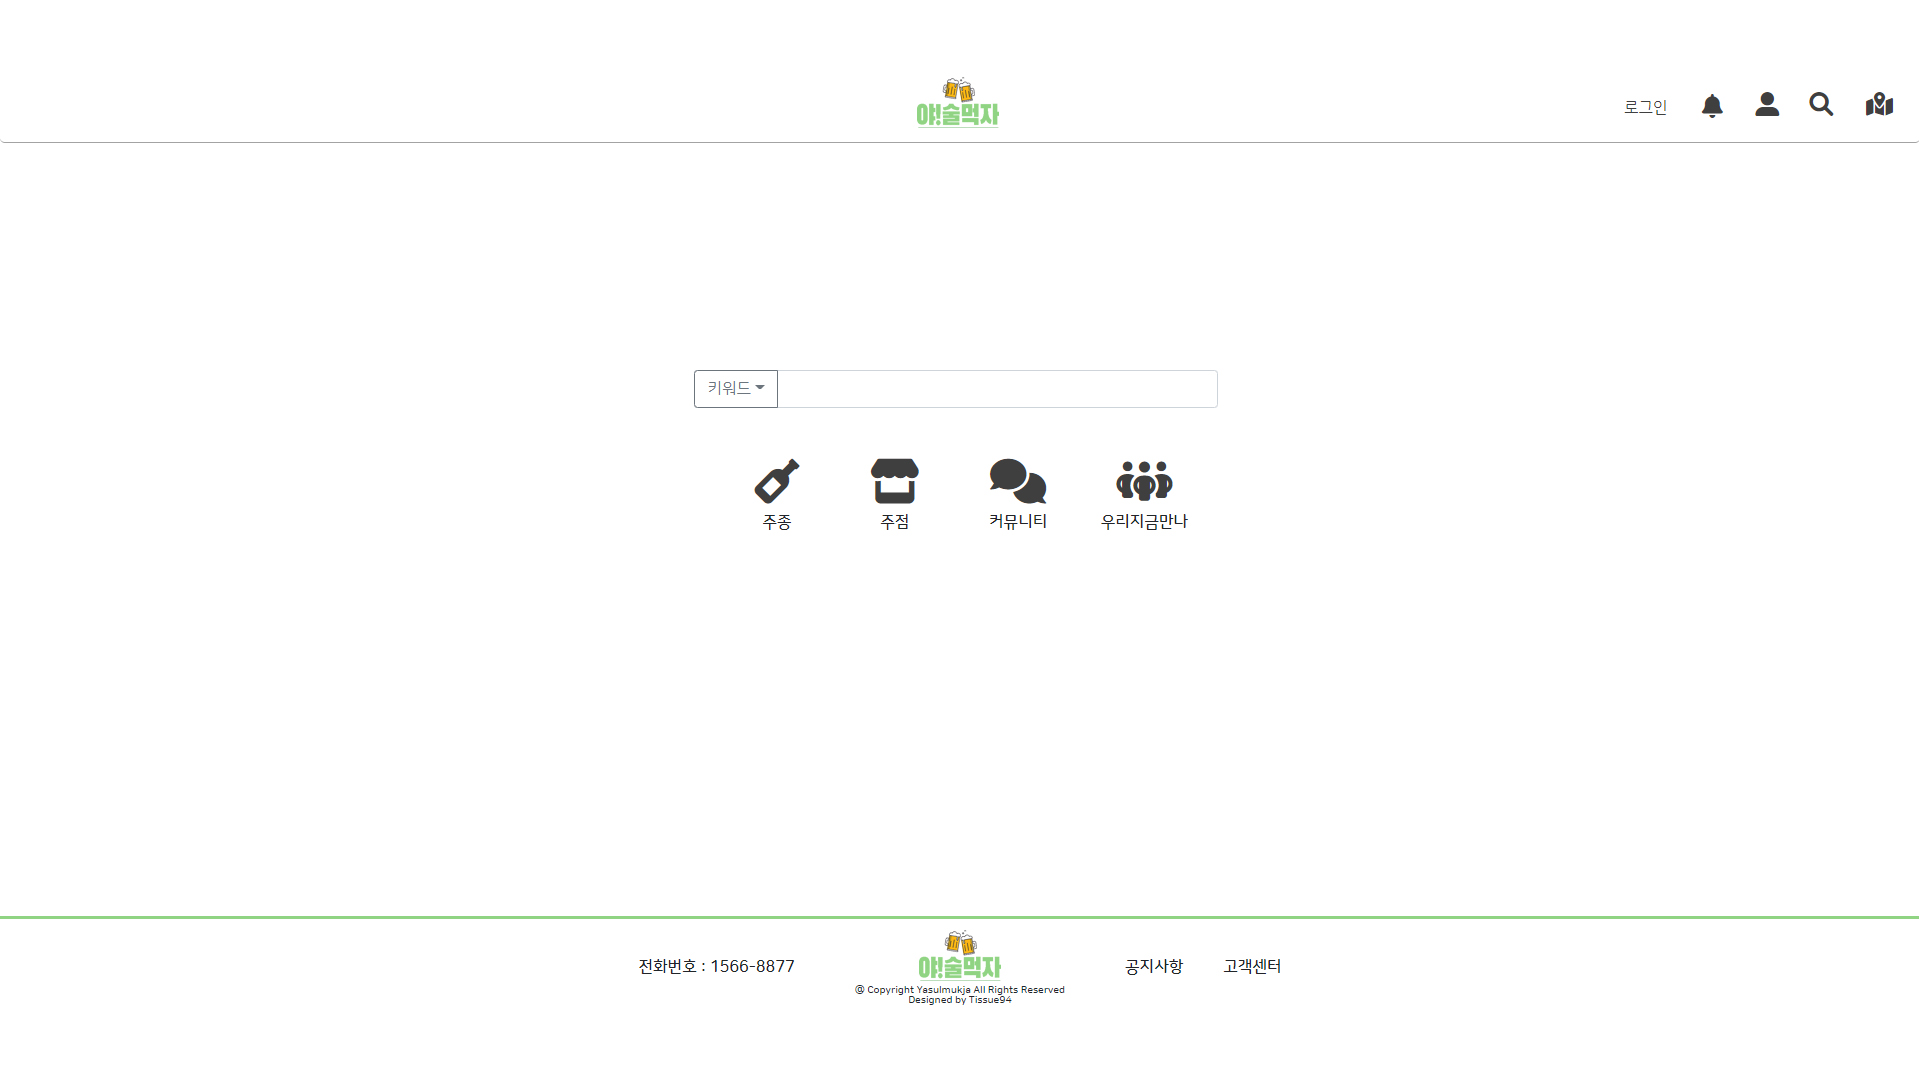 야!술먹자
로그인
키워드
주종
주점
커뮤니티
우리지금만나
전화번호 : 1566-8877
야!술먹자
@ Copyright Yasulmukja All Rights Reserved
Designed by Tissue94
공지사항
고객센터